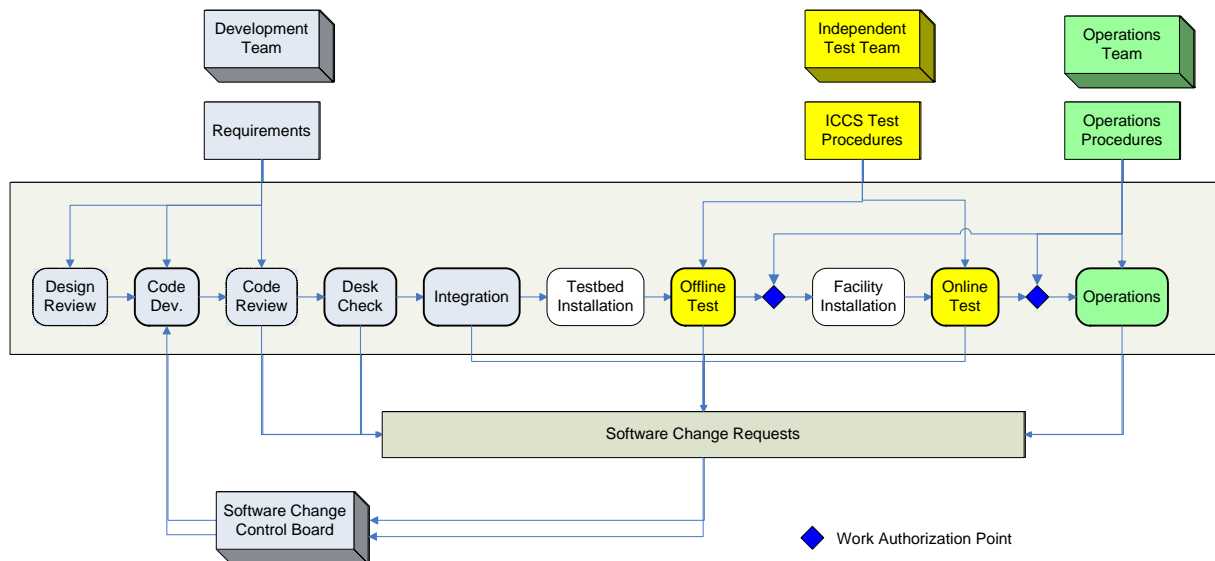 Development
Team
Independent
Test Team
Operations
Team
Requirements
ICCS Test
Procedures
Operations
Procedures
Design
Review
Code
Dev.
Code
Review
Desk
Check
Integration
Testbed
Installation
Offline
Test
Facility
Installation
Online
Test
Operations
Software Change Requests
Software Change
Control Board
Work Authorization Point